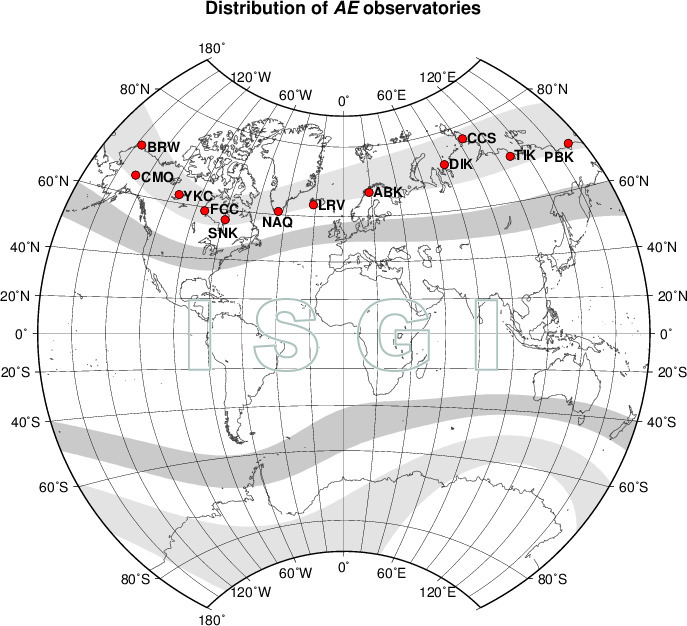 Distribution of AE observatories
180°
120°W
120°E
60°W
60°E
0°
80°N
80°N
BRW
CCS
PBK
TIK
DIK
CMO
60°N
60°N
YKC
ABK
FCC
LRV
NAQ
SNK
40°N
40°N
20°N
20°N
I S G I
0°
0°
20°S
20°S
40°S
40°S
60°S
60°S
80°S
80°S
0°
60°W
60°E
120°W
120°E
180°